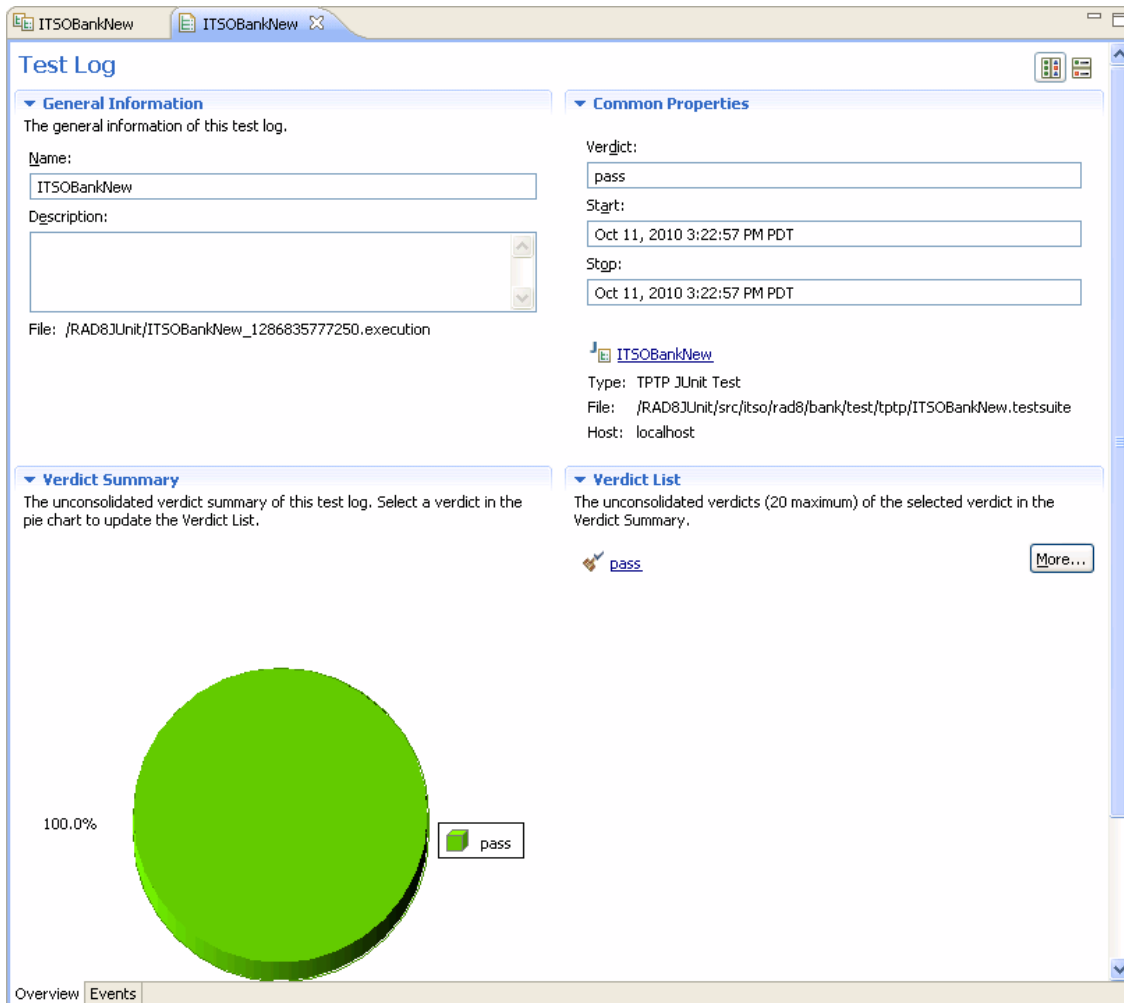 ITSOBankNew
ITSOBankNew
Test Log
General Information
The general information of this test log.
Name:
ITSOBankNew
Description:
File: /RAD8JUnit/ITSOBankNew_1286835777250.execution
Common Properties
Verdict:
pass
Start:
Oct 11, 2010 3:22:57 PM PDT
Stop:
Oct 11, 2010 3:22:57 PM PDT
ITSOBankNew
Type: TPTP JUnit Test
File: /RAD8JUnit/src/itso/rad8/bank/test/tptp/ITSOBankNew.testsuite
Host: localhost
Verdict Summary
The unconsolidated verdict summary of this test log. Select a verdict in the
pie chart to update the Verdict List.
100.0%
pass
Verdict List
The unconsolidated verdicts (20 maximum) of the selected verdict in the
Verdict Summary.
pass
More...
Overview
Events